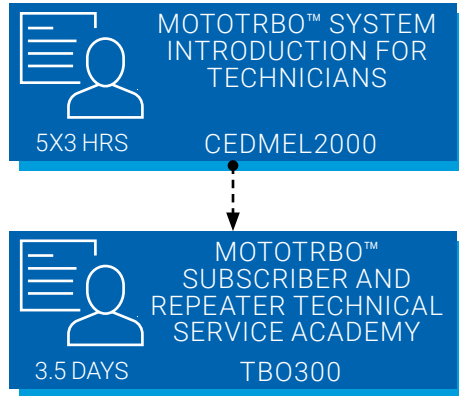 MOTOTRBO™ SYSTEM
INTRODUCTION FOR
TECHNICIANS
5X3 HRS
CEDMEL2000
MOTOTRBO™
SUBSCRIBER AND
REPEATER TECHNICAL
SERVICE ACADEMY
3.5 DAYS
TBO300